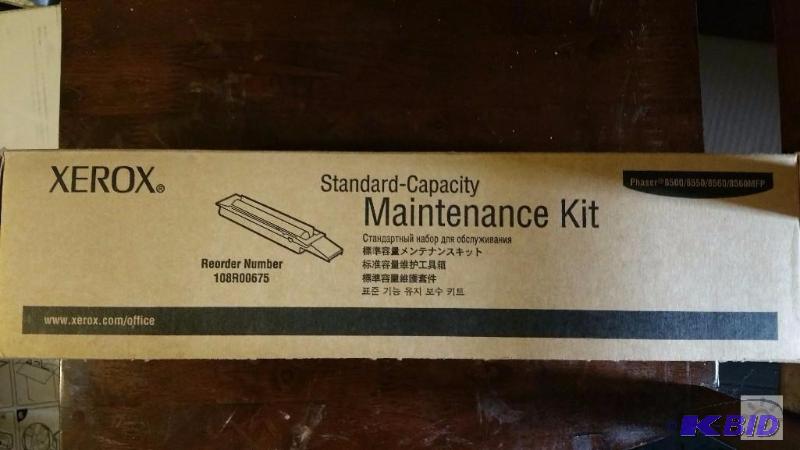 XEROX®
Standard-Capacity
Maintenance Kit
Phaser® 8500/8550/8560/8560MFP
Стандартный набор для обслуживания
標準容量メンテナンスキット
标准容量维护工具箱
標準容量維護套件
표준 기능 유지 보수 키트
Reorder Number
108R00675
www.xerox.com/office
K-BID